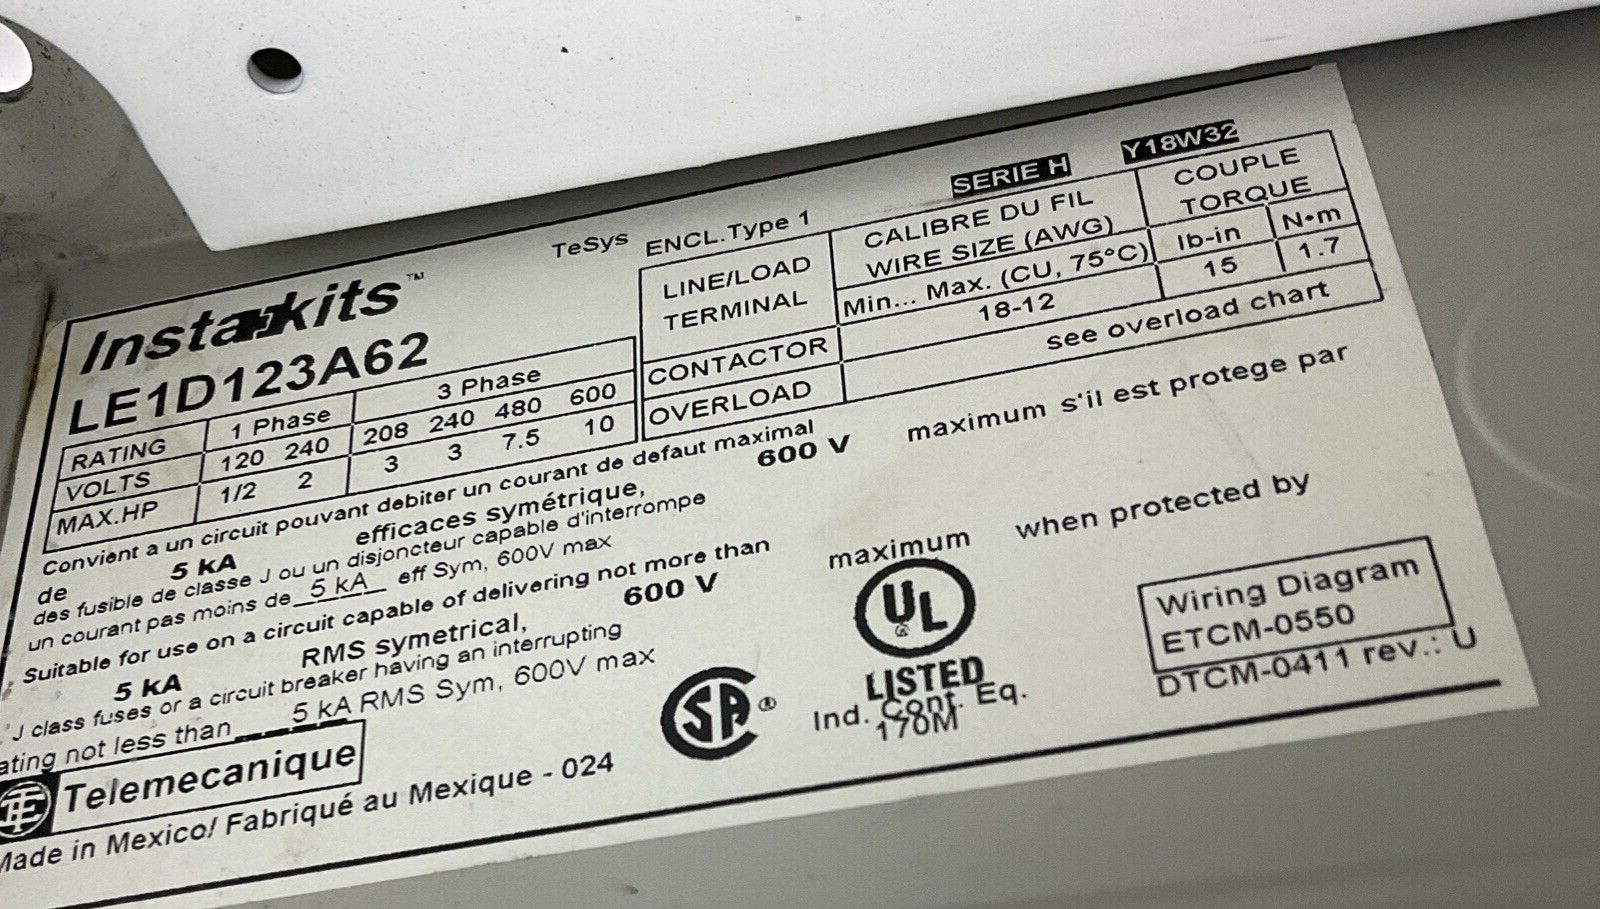 SERIE H Y18W32
TeSys ENCL.Type 1
Insta-kits™
LE1D123A62
RATING 1 Phase 3 Phase
VOLTS 120 240 208 240 480 600
MAX.HP 1/2 2 3 3 7.5 10
LINE/LOAD TERMINAL
CALIBRE DU FIL
WIRE SIZE (AWG)
Min... Max. (CU, 75°C)
COUPLE
TORQUE
lb-in N•m
CONTACTOR 18-12 15 1.7
OVERLOAD see overload chart
Convient a un circuit pouvant debiter un courant de defaut maximal
de 5 kA efficaces symétrique, 600 V maximum s'il est protege par
des fusible de classe J ou un disjoncteur capable d'interrompe
un courant pas moins de 5 kA eff Sym, 600V max
Suitable for use on a circuit capable of delivering not more than
5 kA RMS symetrical, 600 V maximum when protected by
J class fuses or a circuit breaker having an interrupting
ating not less than 5 kA RMS Sym, 600V max
TE Telemecanique
Made in Mexico/ Fabriqué au Mexique - 024
SA ®
UL
LISTED
Ind. Cont. Eq.
170M
Wiring Diagram
ETCM-0550
DTCM-0411 rev.: U